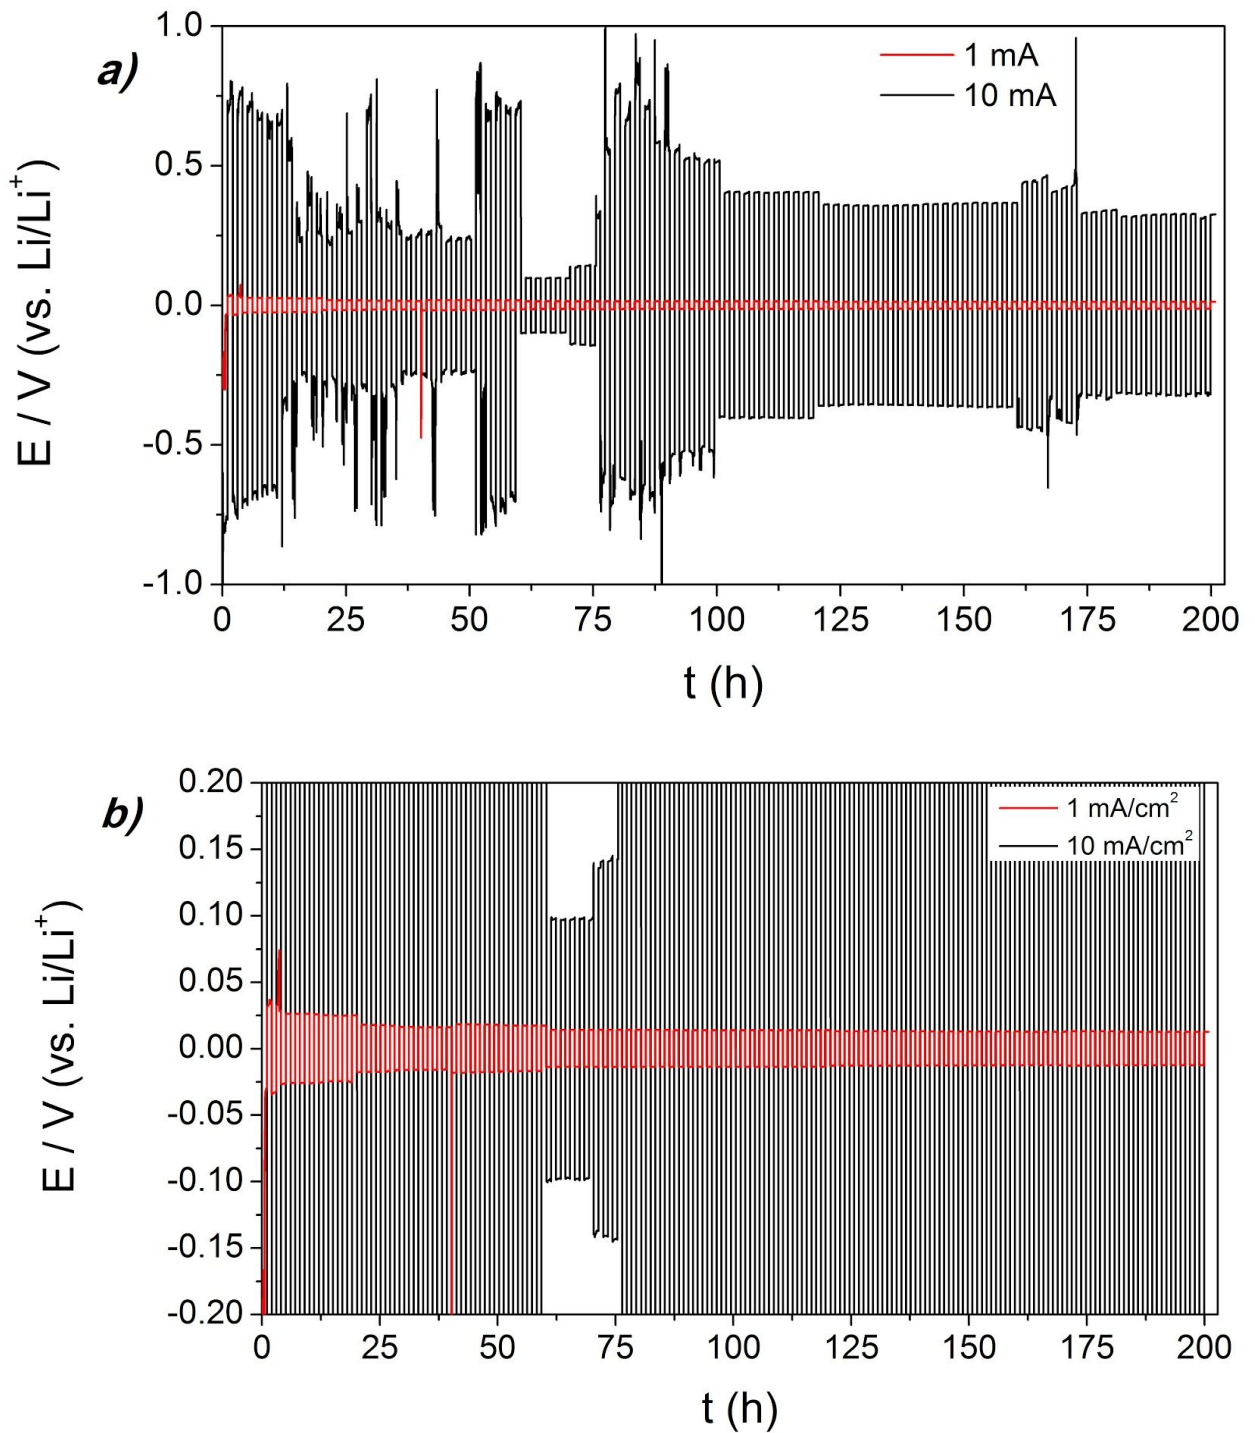 a)
1 mA
10 mA
E / V (vs. Li/Li⁺)
1.0
0.5
0.0
-0.5
-1.0
0 25 50 75 100 125 150 175 200
t (h)
b)
1 mA/cm²
10 mA/cm²
E / V (vs. Li/Li⁺)
0.20
0.15
0.10
0.05
0.00
-0.05
-0.10
-0.15
-0.20
0 25 50 75 100 125 150 175 200
t (h)